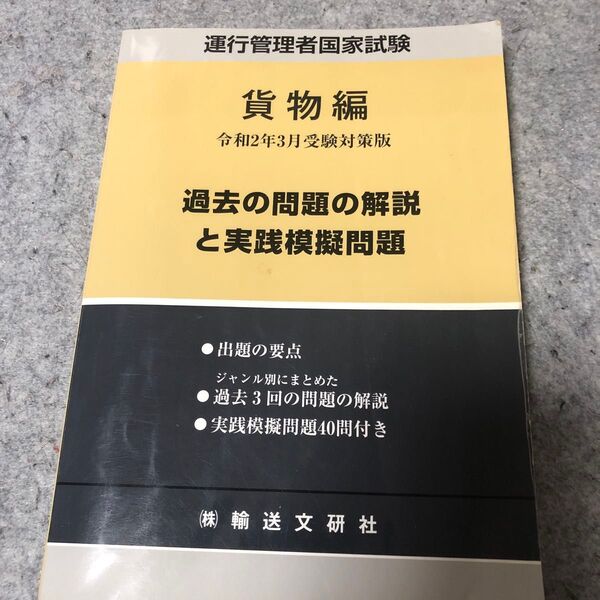 運行管理者国家試験
貨物編
令和2年3月受験対策版
過去の問題の解説
と実践模擬問題
●出題の要点
ジャンル別にまとめた
●過去3回の問題の解説
●実践模擬問題40問付き
㈱ 輸送文研社